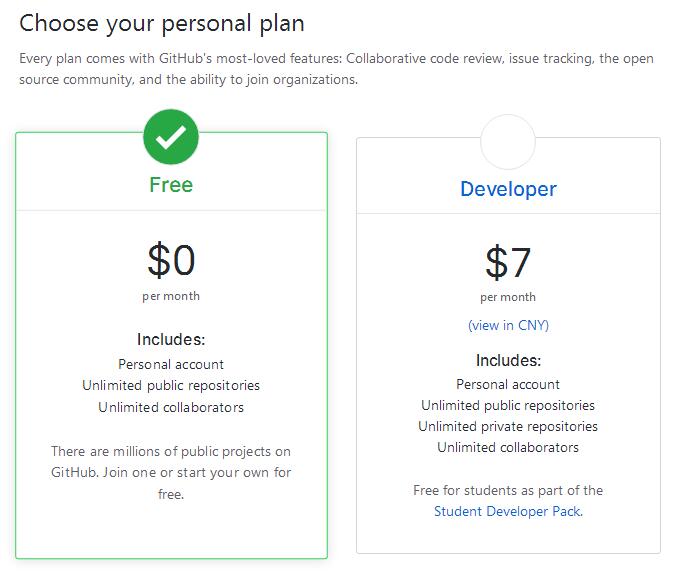 Choose your personal plan
Every plan comes with GitHub's most-loved features: Collaborative code review, issue tracking, the open
source community, and the ability to join organizations.
Free
$0
per month
Includes:
Personal account
Unlimited public repositories
Unlimited collaborators
There are millions of public projects on
GitHub. Join one or start your own for
free.
Developer
$7
per month
(view in CNY)
Includes:
Personal account
Unlimited public repositories
Unlimited private repositories
Unlimited collaborators
Free for students as part of the
Student Developer Pack.